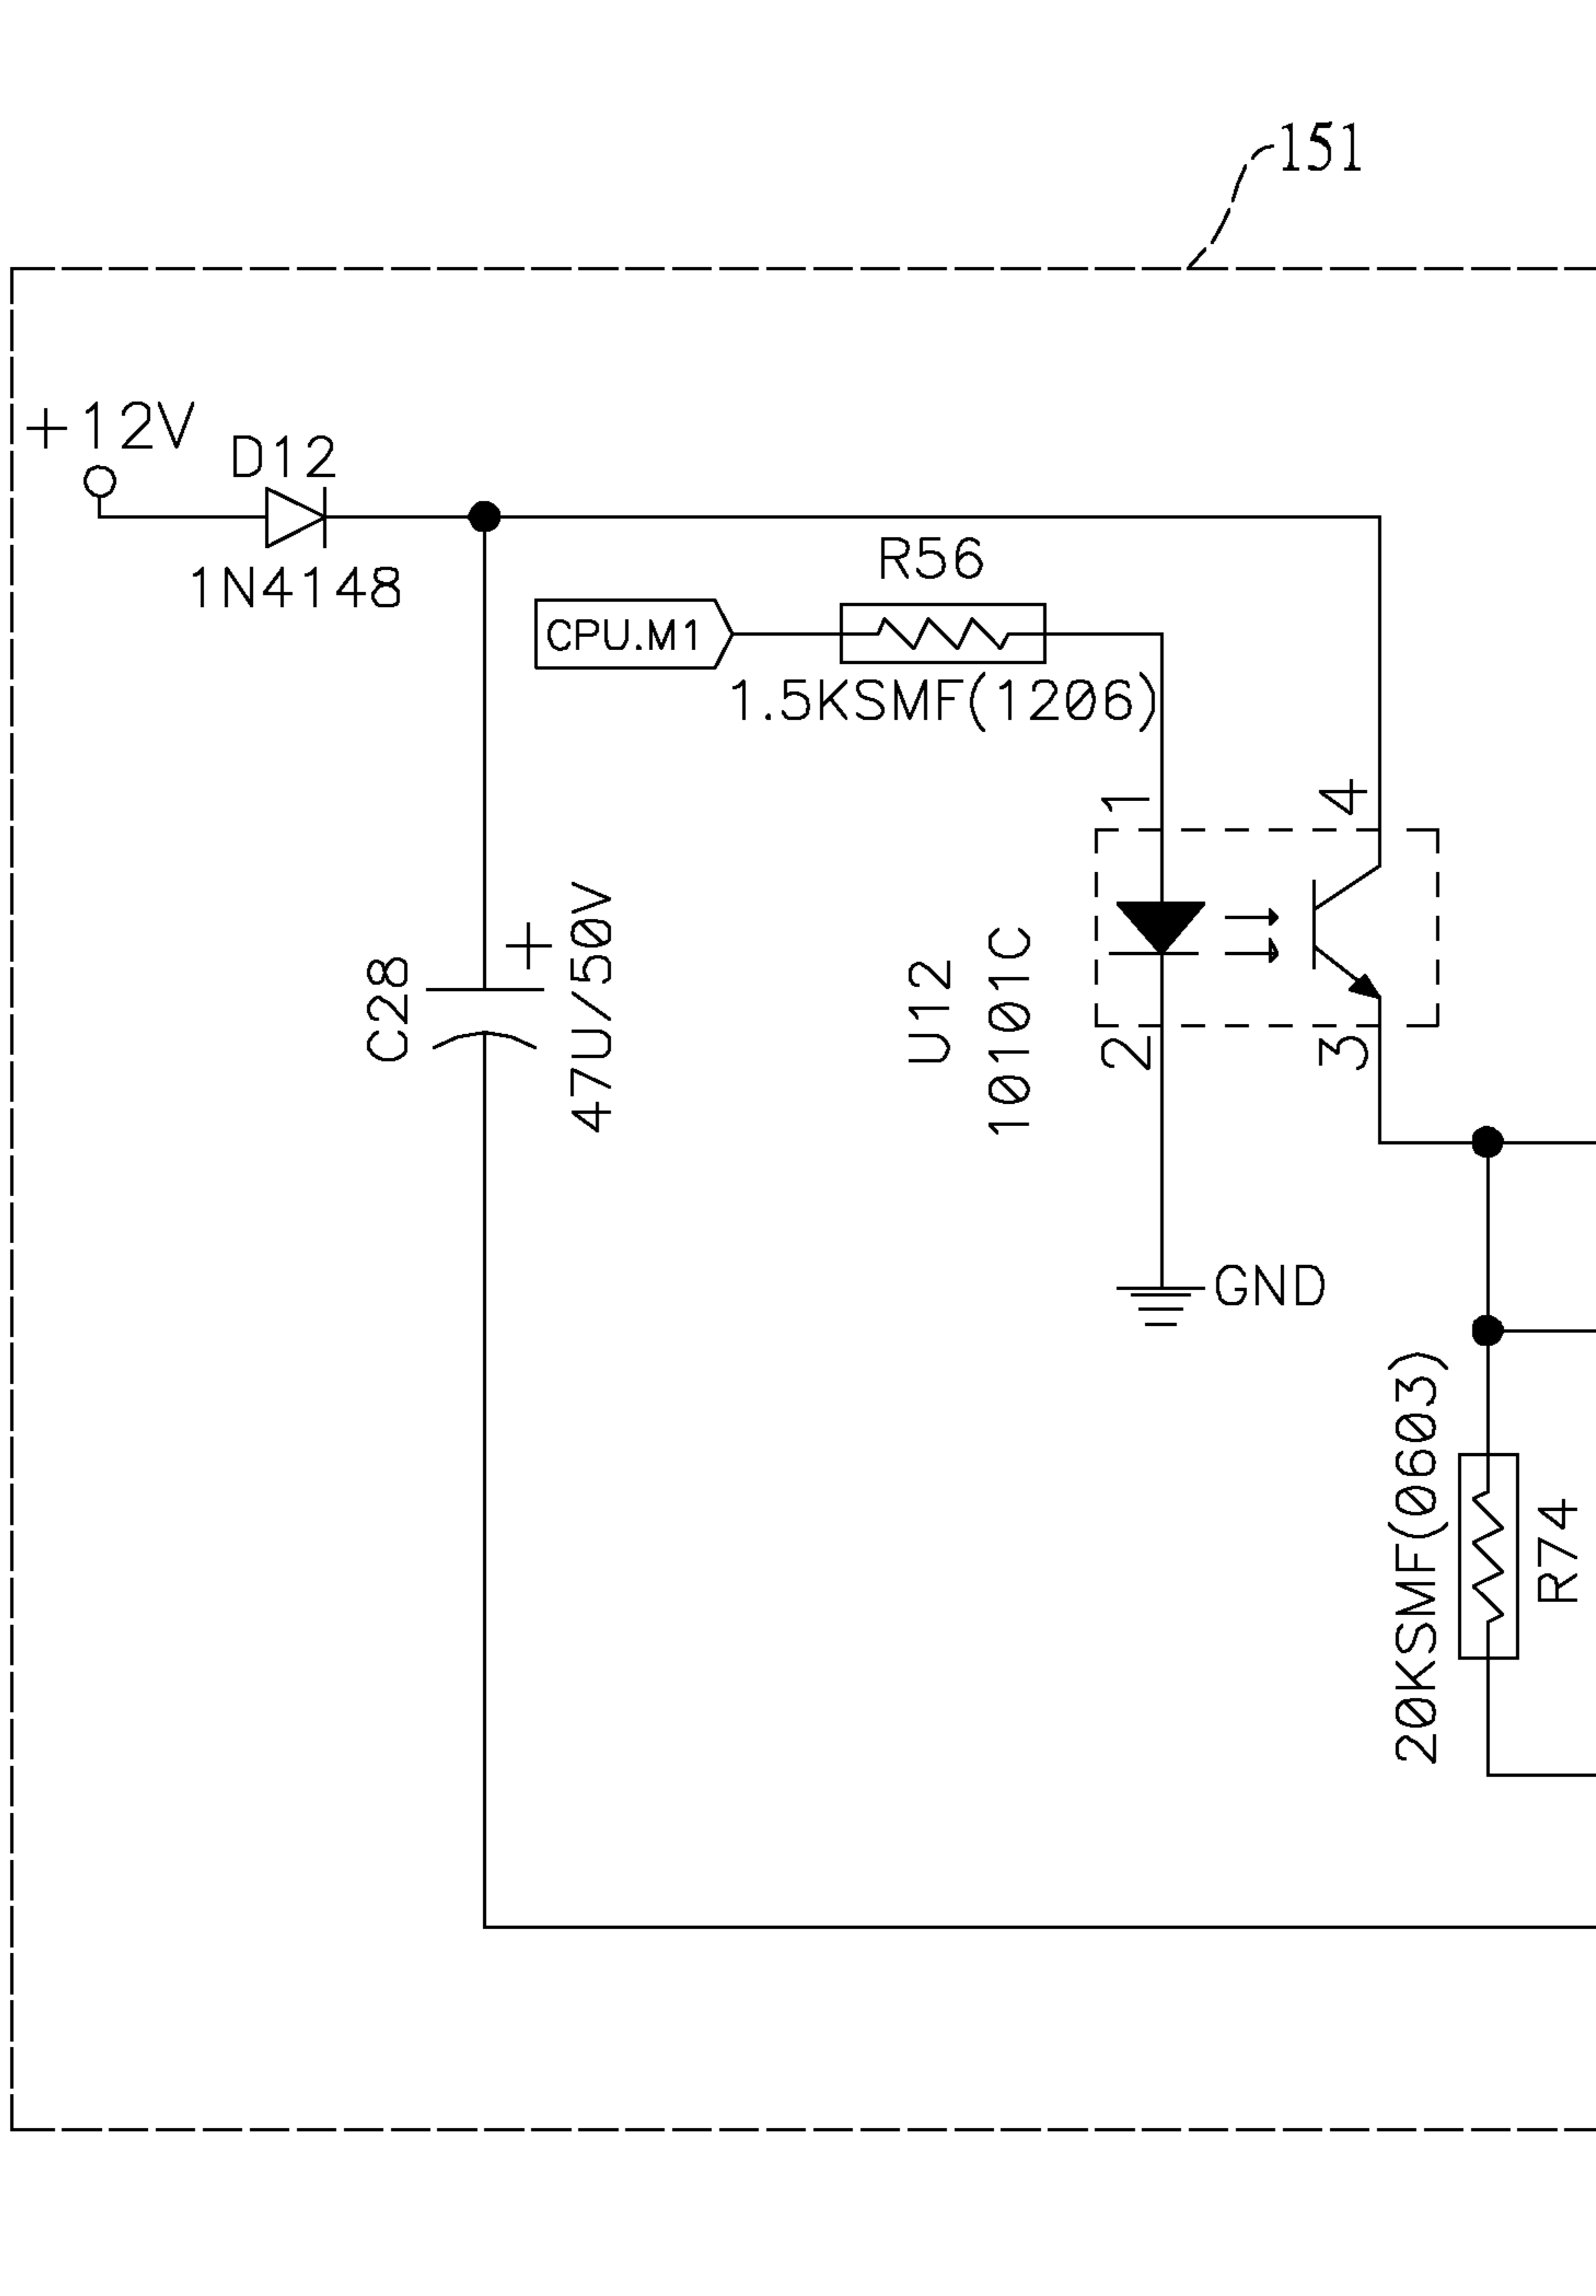 151
+12V
D12
1N4148
R56
CPU.M1
1.5KSMF(1206)
1
4
C28
47U/50V
U12
10101C
2
3
GND
20KSMF(0603)
R74